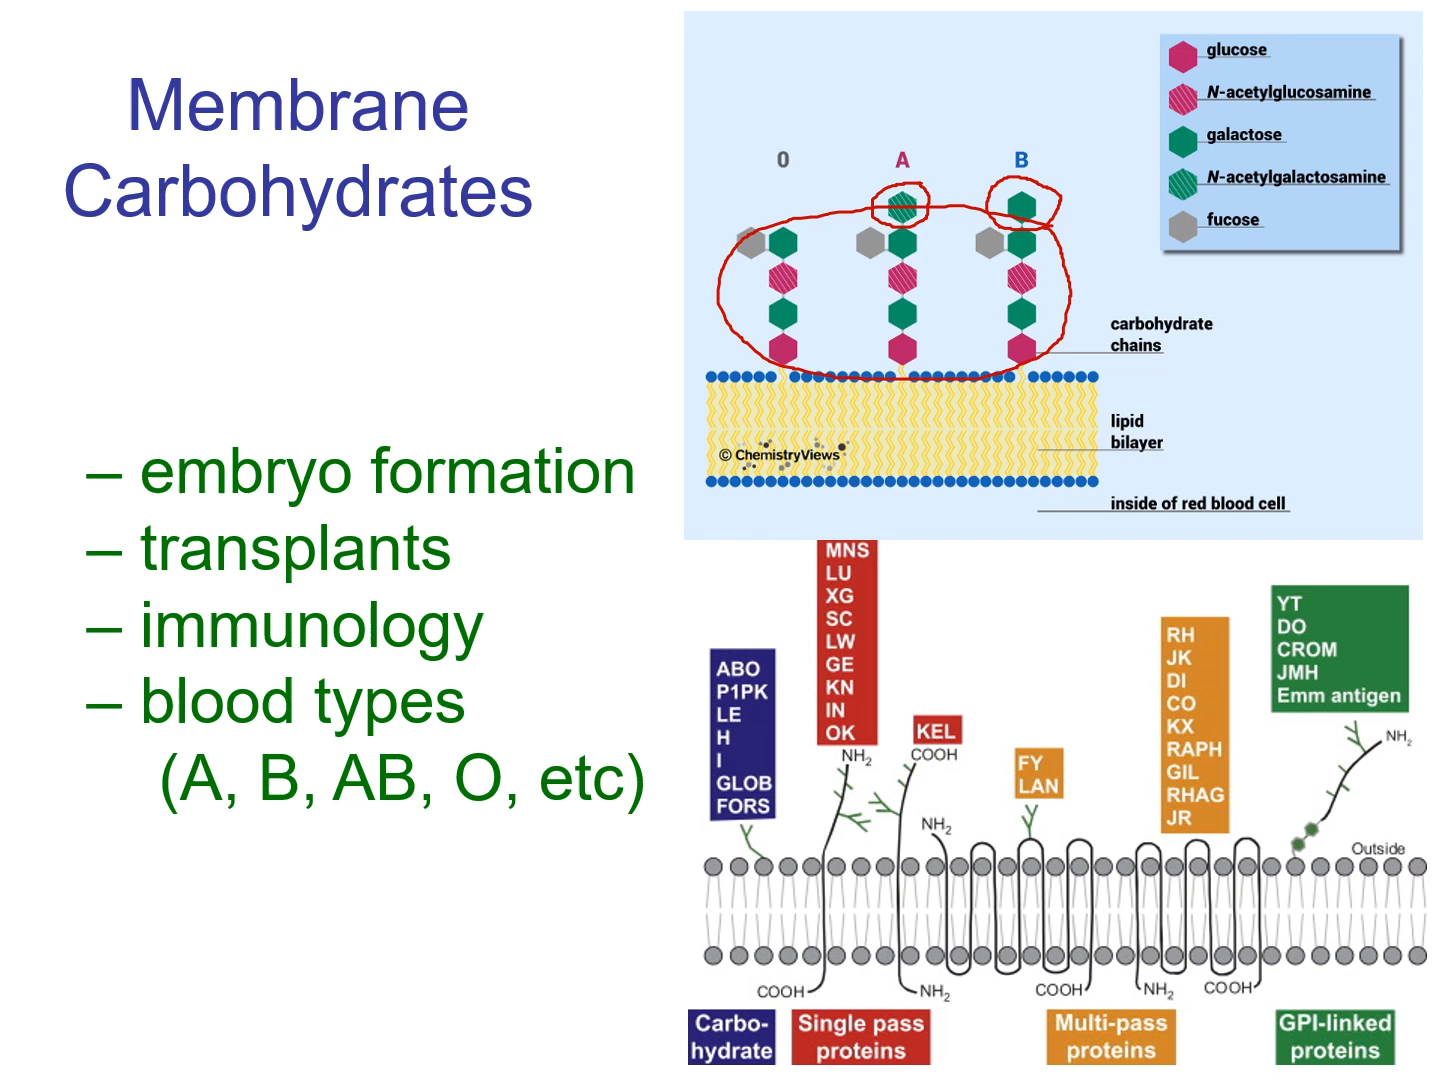 Membrane
Carbohydrates
– embryo formation
– transplants
– immunology
– blood types
(A, B, AB, O, etc)
glucose
N-acetylglucosamine
galactose
N-acetylgalactosamine
fucose
0
A
B
carbohydrate
chains
lipid
bilayer
© ChemistryViews
inside of red blood cell
ABO
P1PK
LE
H
I
GLOB
FORS
MNS
LU
XG
SC
LW
GE
KN
IN
OK
NH2
KEL
COOH
NH2
FY
LAN
RH
JK
DI
CO
KX
RAPH
GIL
RHAG
JR
YT
DO
CROM
JMH
Emm antigen
NH2
Outside
COOH
NH2
COOH
NH2
COOH
Carbo-
hydrate
Single pass
proteins
Multi-pass
proteins
GPI-linked
proteins